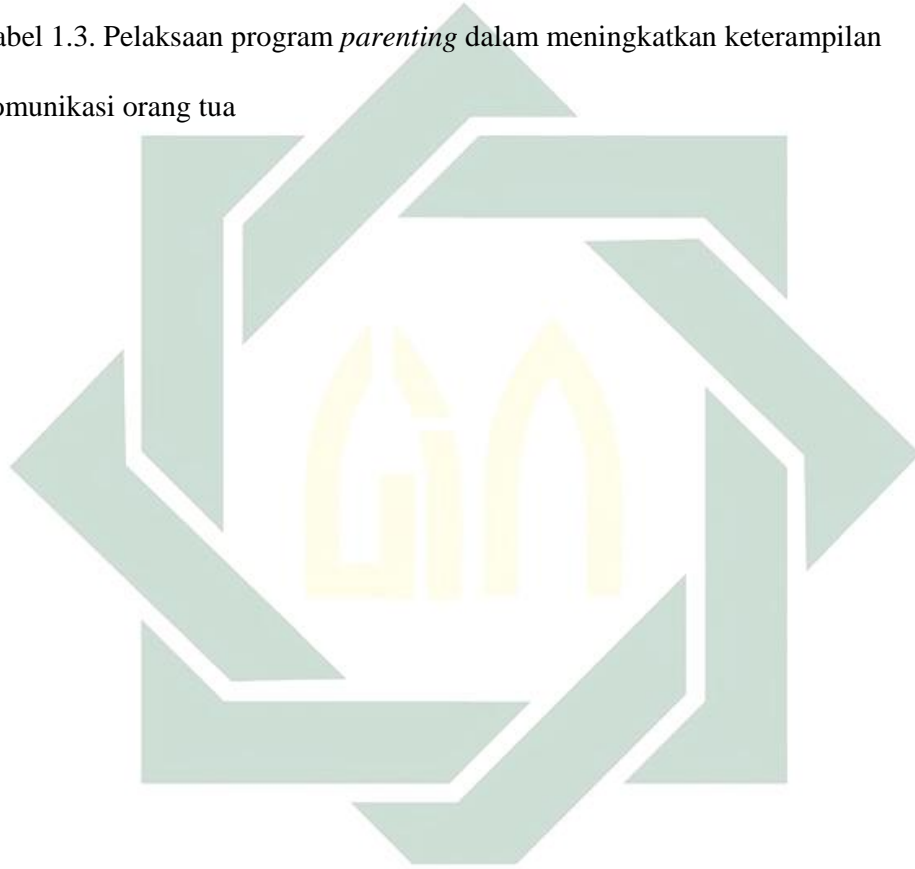 abel 1.3. Pelaksaan program parenting dalam meningkatkan keterampilan
omunikasi orang tua